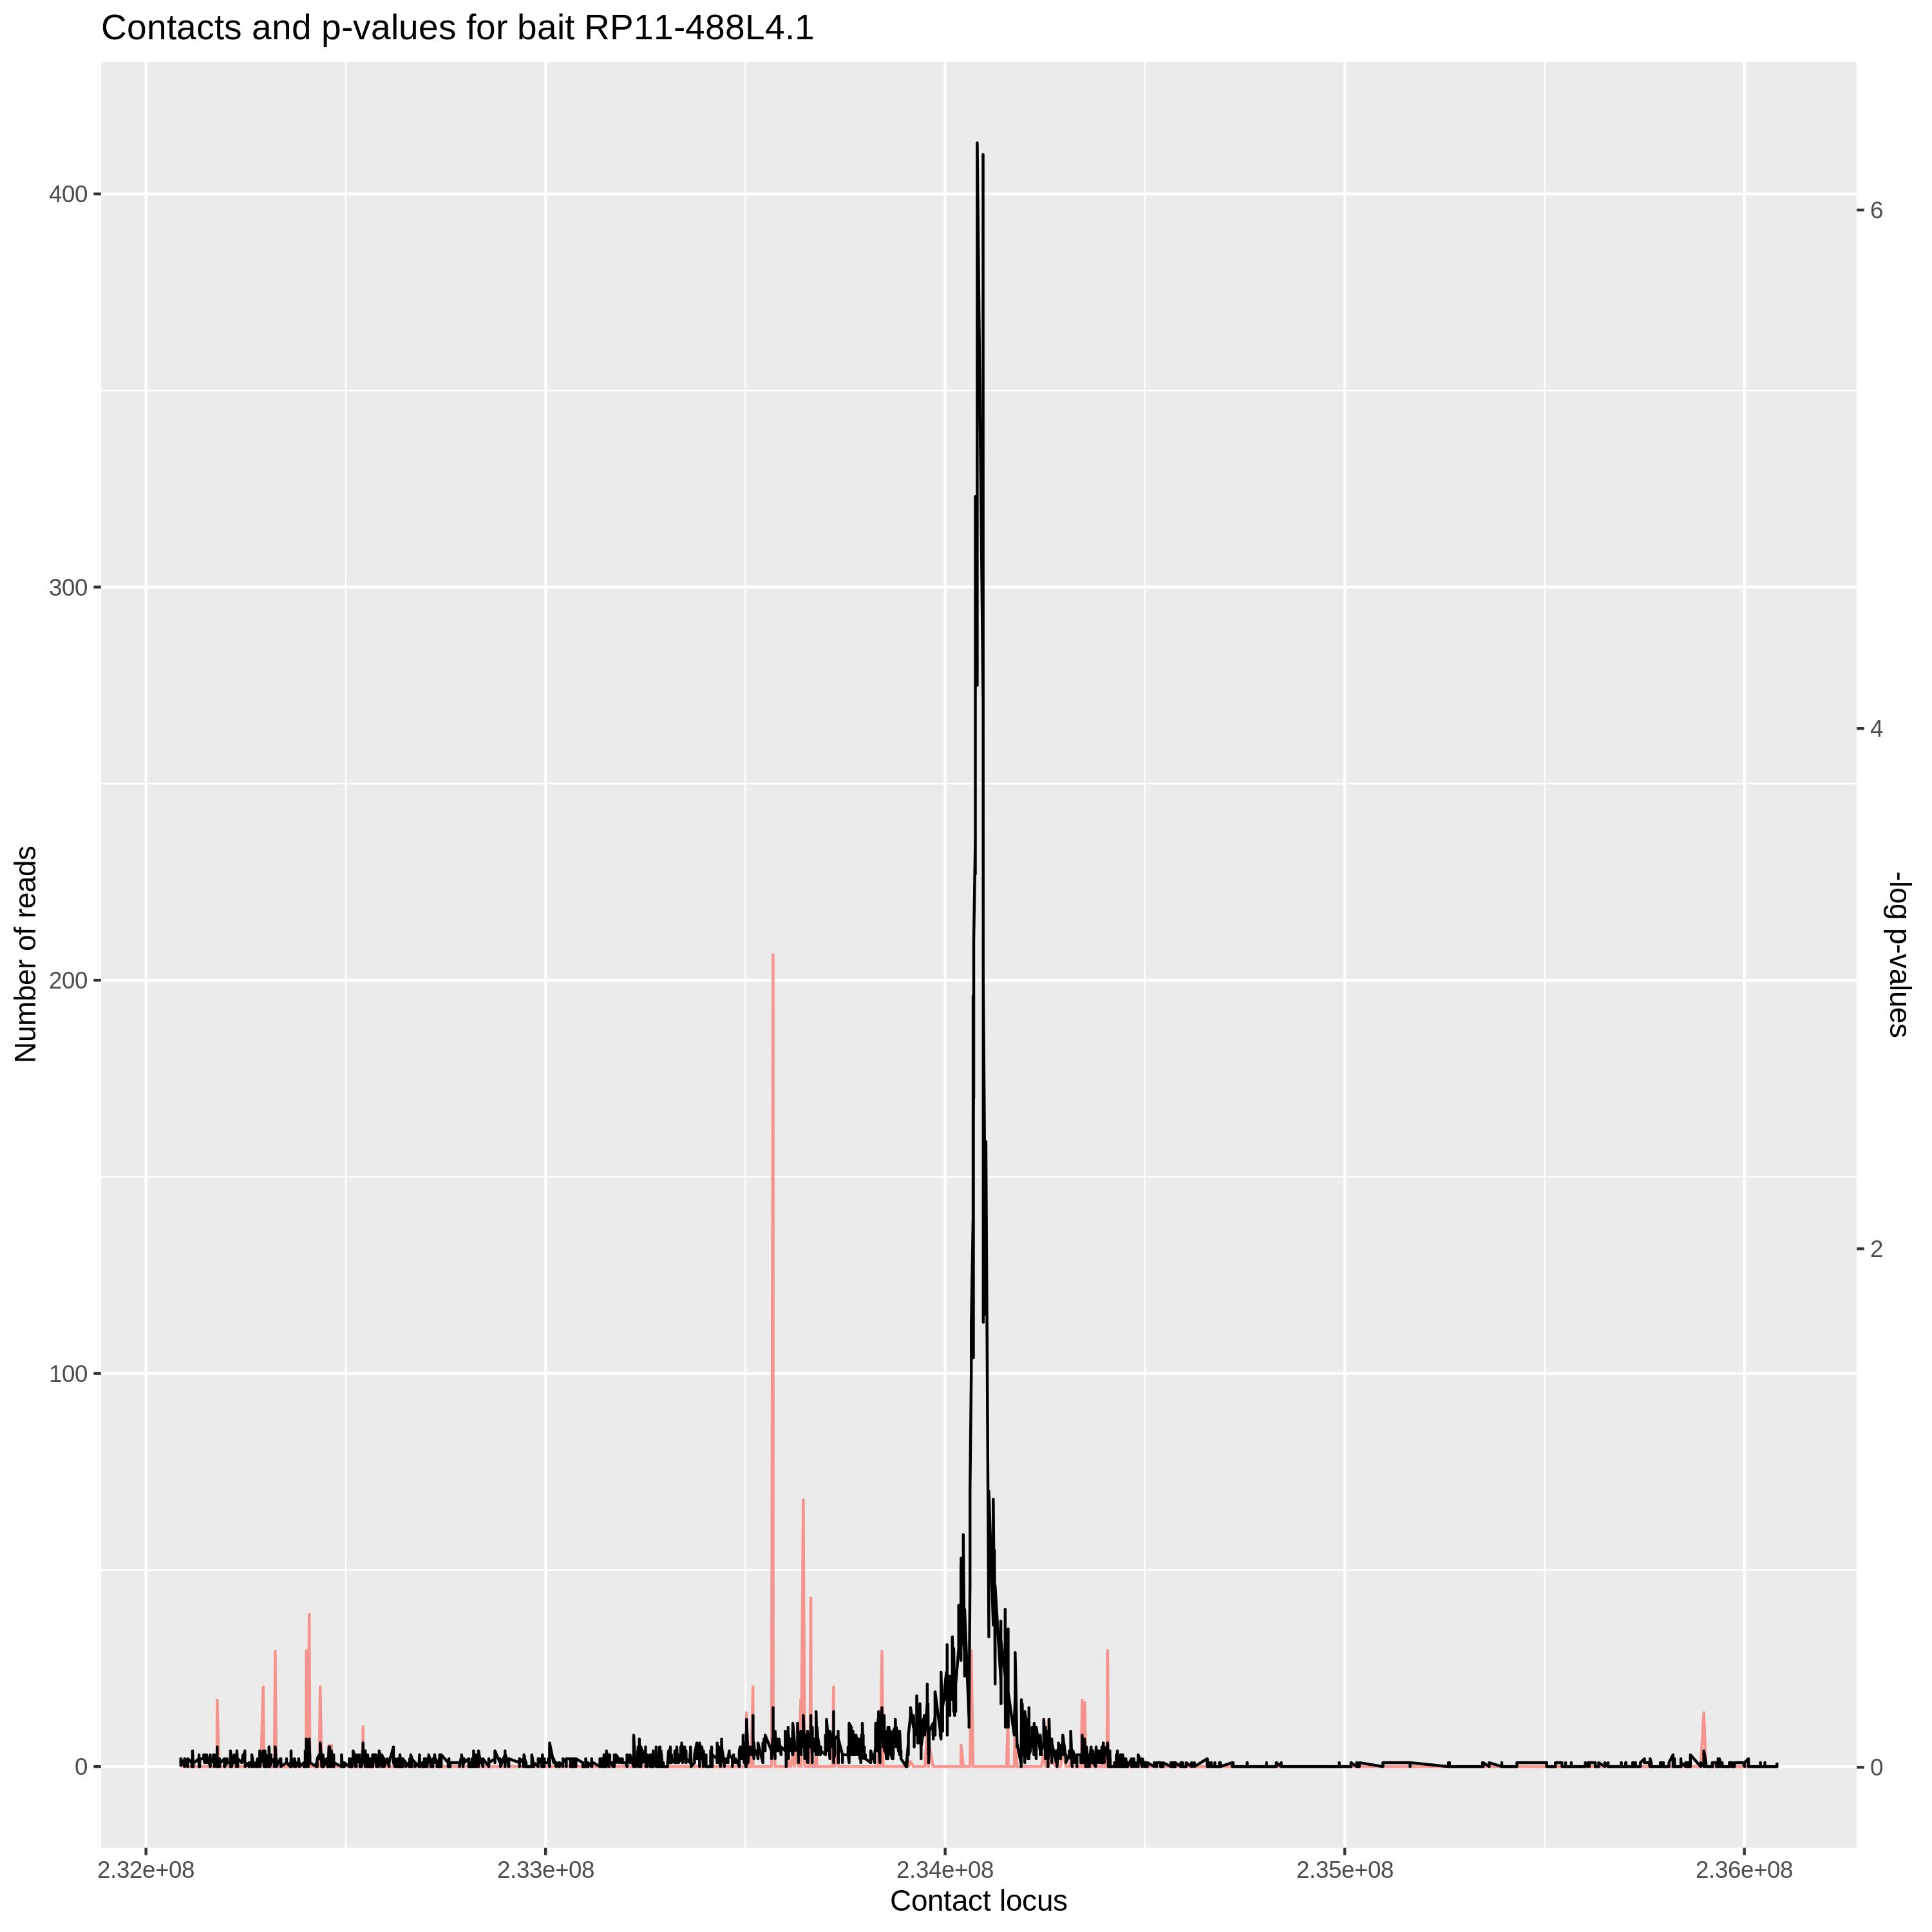 Contacts and p-values for bait RP11-488L4.1
400
300
200
100
0
6
4
2
0
Number of reads
-log p-values
2.32e+08
2.33e+08
2.34e+08
2.35e+08
2.36e+08
Contact locus